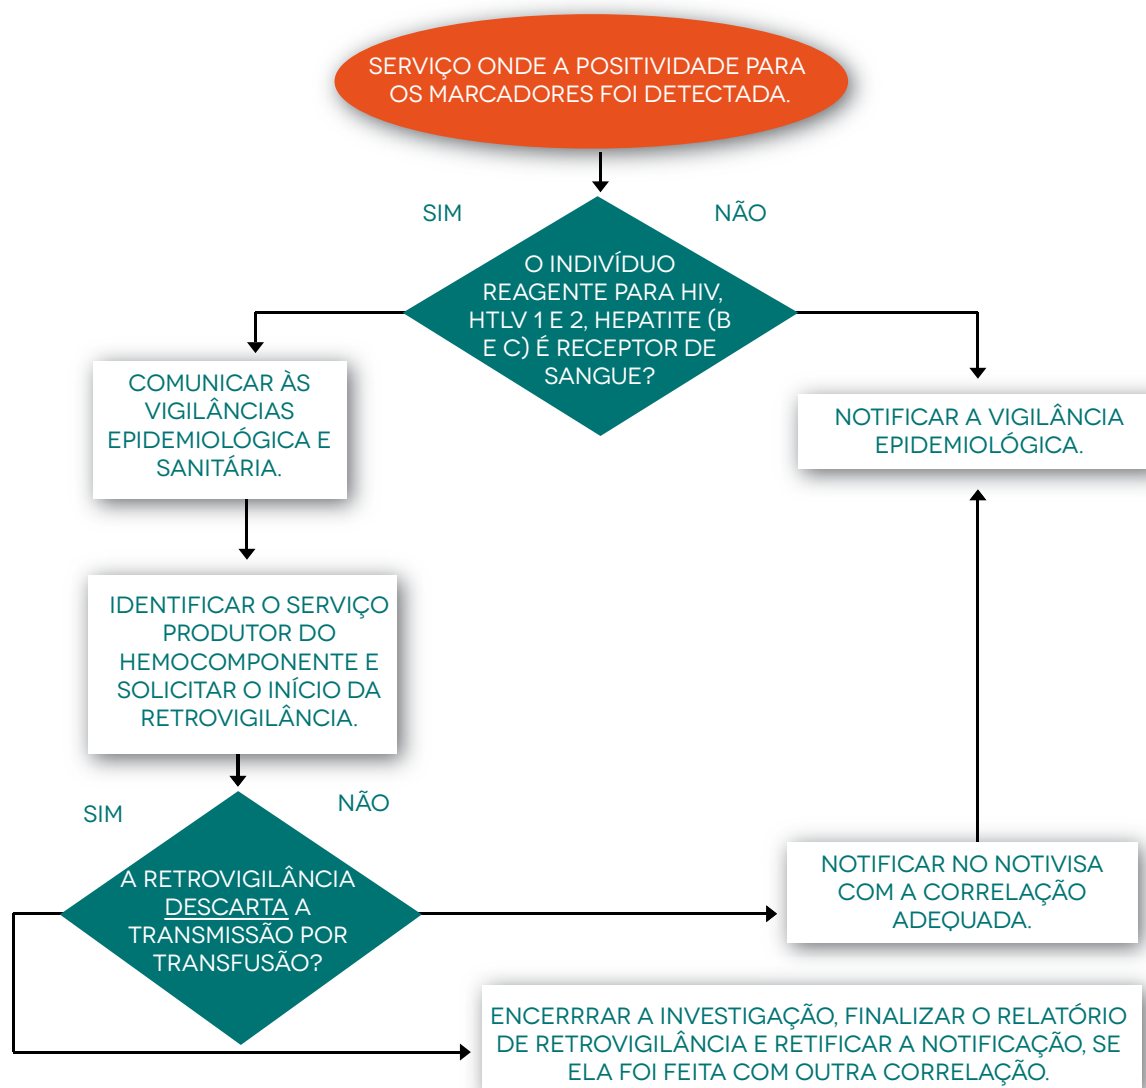 SERVIÇO ONDE A POSITIVIDADE PARA
OS MARCADORES FOI DETECTADA.
SIM
NÃO
O INDIVÍDUO
REAGENTE PARA HIV,
HTLV 1 E 2, HEPATITE (B
E C) É RECEPTOR DE
SANGUE?
COMUNICAR ÀS
VIGILÂNCIAS
EPIDEMIOLÓGICA E
SANITÁRIA.
NOTIFICAR A VIGILÂNCIA
EPIDEMIOLÓGICA.
IDENTIFICAR O SERVIÇO
PRODUTOR DO
HEMOCOMPONENTE E
SOLICITAR O INÍCIO DA
RETROVIGILÂNCIA.
SIM
NÃO
A RETROVIGILÂNCIA
DESCARTA A
TRANSMISSÃO POR
TRANSFUSÃO?
NOTIFICAR NO NOTIVISA
COM A CORRELAÇÃO
ADEQUADA.
ENCERRRAR A INVESTIGAÇÃO, FINALIZAR O RELATÓRIO
DE RETROVIGILÂNCIA E RETIFICAR A NOTIFICAÇÃO, SE
ELA FOI FEITA COM OUTRA CORRELAÇÃO.